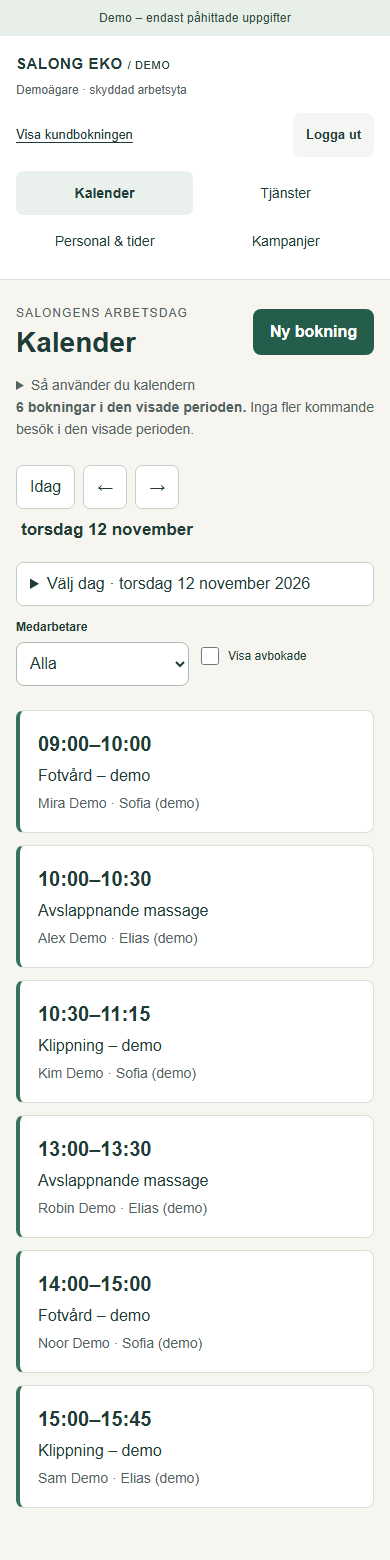 Demo – endast påhittade uppgifter
SALONG EKO / DEMO
Demoägare · skyddad arbetsyta
Visa kundbokningen
Logga ut
Kalender
Tjänster
Personal & tider
Kampanjer
SALONGENS ARBETSDAG
Kalender
Ny bokning
Så använder du kalendern
6 bokningar i den visade perioden. Inga fler kommande
besök i den visade perioden.
Idag
←
→
torsdag 12 november
Välj dag · torsdag 12 november 2026
Medarbetare
Alla
Visa avbokade
09:00–10:00
Fotvård – demo
Mira Demo · Sofia (demo)
10:00–10:30
Avslappnande massage
Alex Demo · Elias (demo)
10:30–11:15
Klippning – demo
Kim Demo · Sofia (demo)
13:00–13:30
Avslappnande massage
Robin Demo · Elias (demo)
14:00–15:00
Fotvård – demo
Noor Demo · Sofia (demo)
15:00–15:45
Klippning – demo
Sam Demo · Elias (demo)